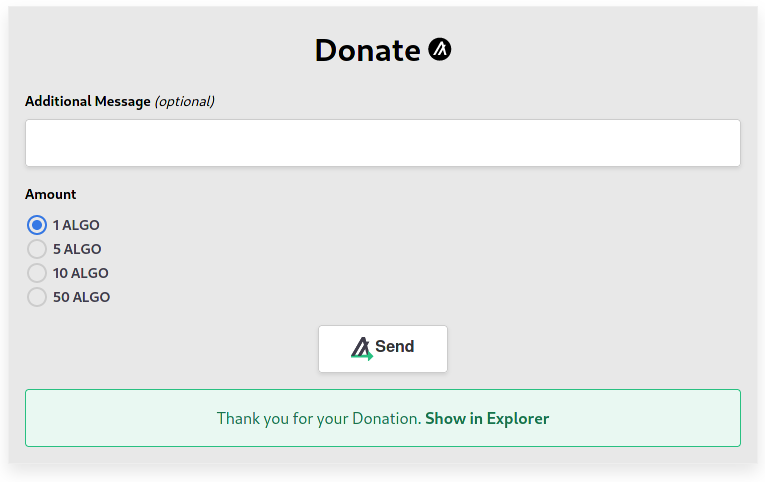 Donate
Additional Message (optional)
Amount
1 ALGO
5 ALGO
10 ALGO
50 ALGO
Send
Thank you for your Donation. Show in Explorer